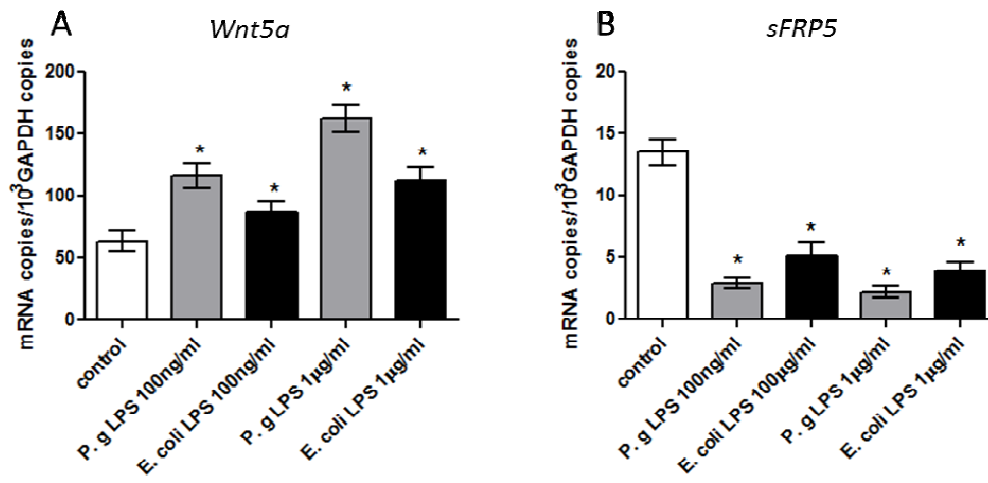 A
Wnt5a
mRNA copies/10³GAPDH copies
200
150
100
50
0
*
*
*
*
control
P. g LPS 100ng/ml
E. coli LPS 100ng/ml
P. g LPS 1µg/ml
E. coli LPS 1µg/ml
B
sFRP5
mRNA copies/10³GAPDH copies
20
15
10
5
0
*
*
*
*
control
P. g LPS 100ng/ml
E. coli LPS 100µg/ml
P. g LPS 1µg/ml
E. coli LPS 1µg/ml